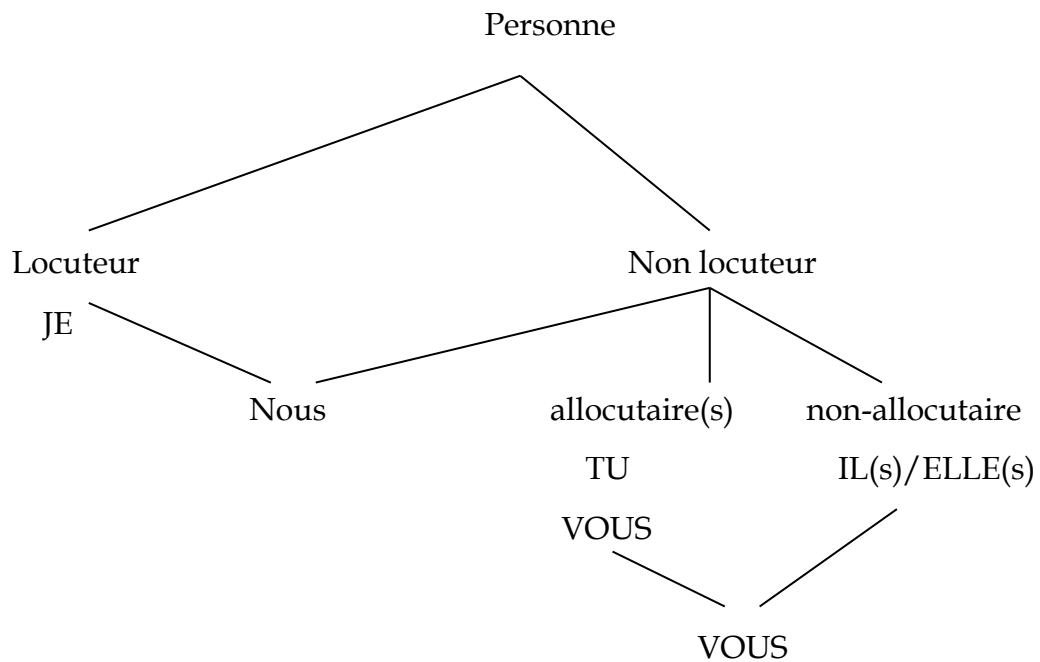 Personne
Locuteur
Non locuteur
JE
Nous
allocutaire(s)
non-allocutaire
TU
IL(s)/ELLE(s)
VOUS
VOUS